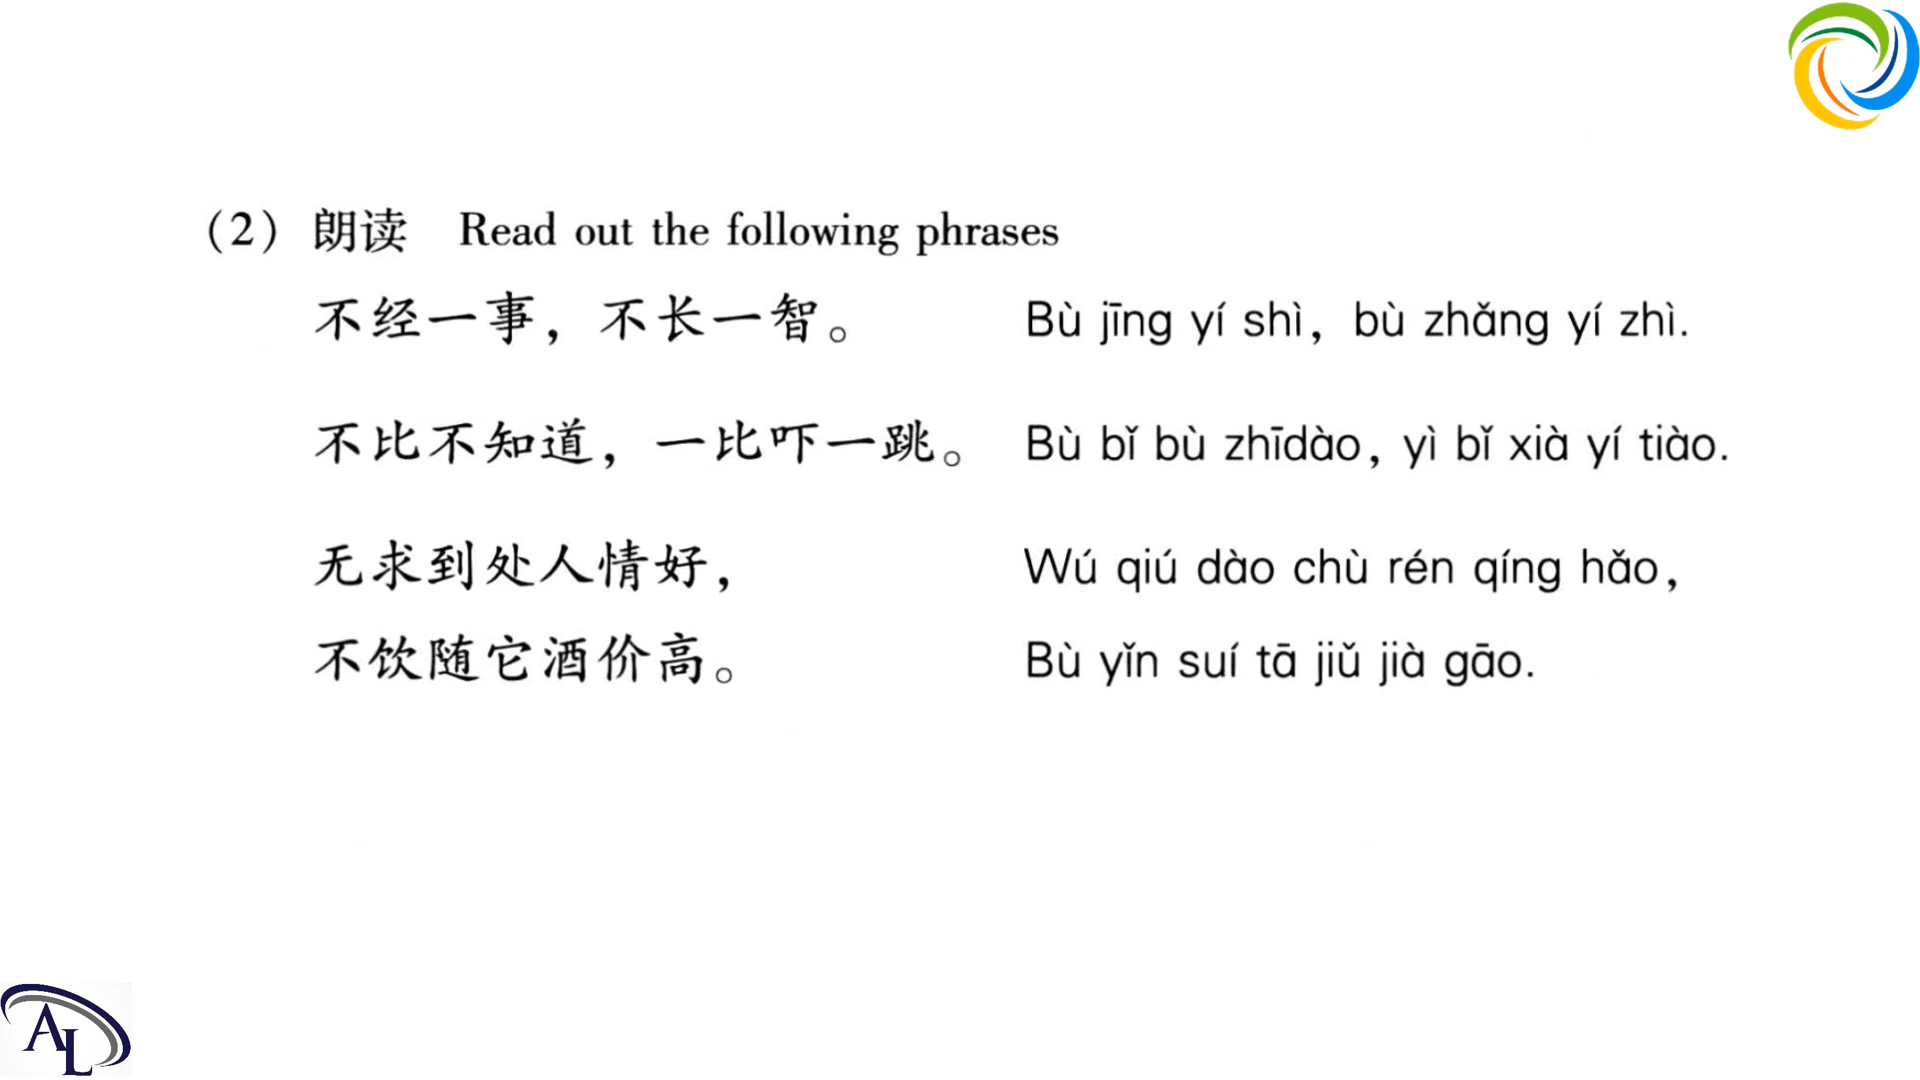 （2）朗读 Read out the following phrases
不经一事，不长一智。 Bù jīng yí shì, bù zhǎng yí zhì.
不比不知道，一比吓一跳。 Bù bǐ bù zhīdào, yì bǐ xià yí tiào.
无求到处人情好， Wú qiú dào chù rén qíng hǎo,
不饮随它酒价高。 Bù yǐn suí tā jiǔ jià gāo.
AL